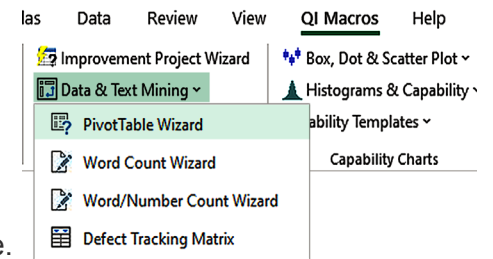 las Data Review View QI Macros Help
Improvement Project Wizard Box, Dot & Scatter Plot
Data & Text Mining Histograms & Capability
PivotTable Wizard ability Templates
Word Count Wizard Capability Charts
Word/Number Count Wizard
e. Defect Tracking Matrix